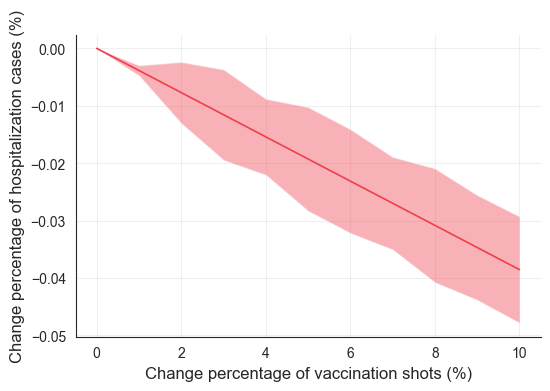 Change percentage of hospitalization cases (%)
0.00
−0.01
−0.02
−0.03
−0.04
−0.05
0 2 4 6 8 10
Change percentage of vaccination shots (%)